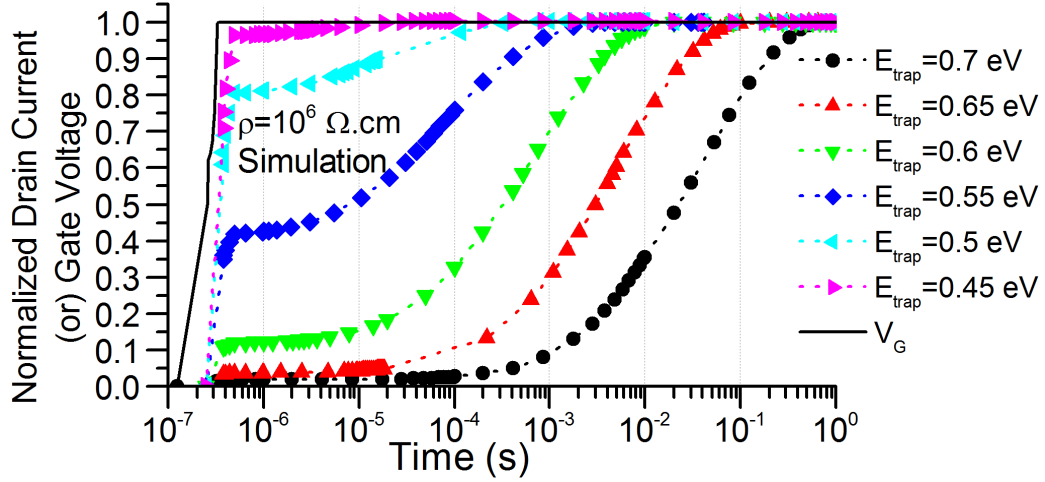 Normalized Drain Current
(or) Gate Voltage
1.0
0.9
0.8
0.7
0.6
0.5
0.4
0.3
0.2
0.1
0.0
ρ=10⁶ Ω.cm
Simulation
10⁻⁷ 10⁻⁶ 10⁻⁵ 10⁻⁴ 10⁻³ 10⁻² 10⁻¹ 10⁰
Time (s)
E_trap=0.7 eV
E_trap=0.65 eV
E_trap=0.6 eV
E_trap=0.55 eV
E_trap=0.5 eV
E_trap=0.45 eV
V_G